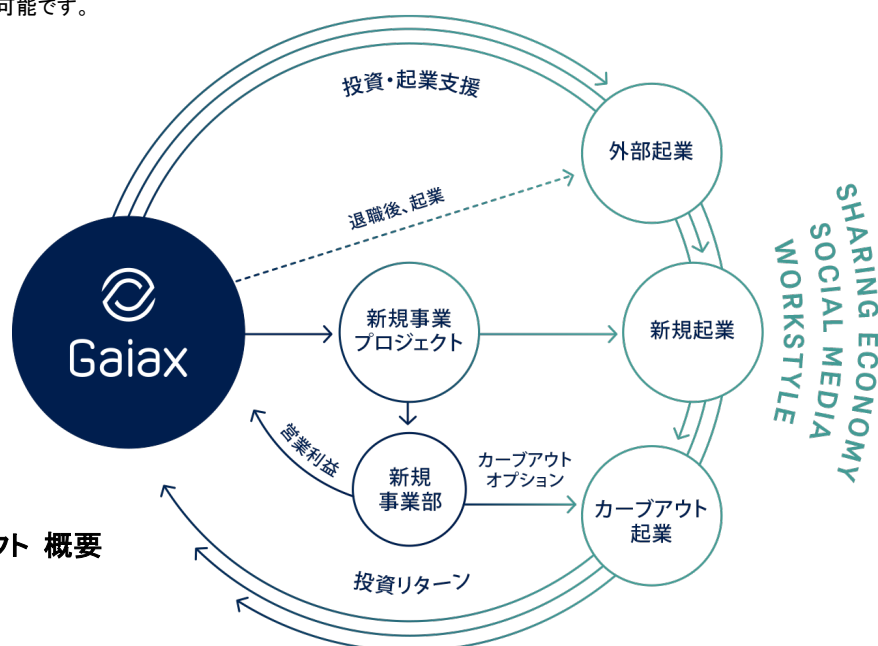 可能です。
投資・起業支援
外部起業
退職後、起業
Gaiax
新規事業
プロジェクト
新規起業
SHARING ECONOMY
SOCIAL MEDIA
WORKSTYLE
営業利益
新規
事業部
カーブアウト
オプション
カーブアウト
起業
クト 概要
投資リターン